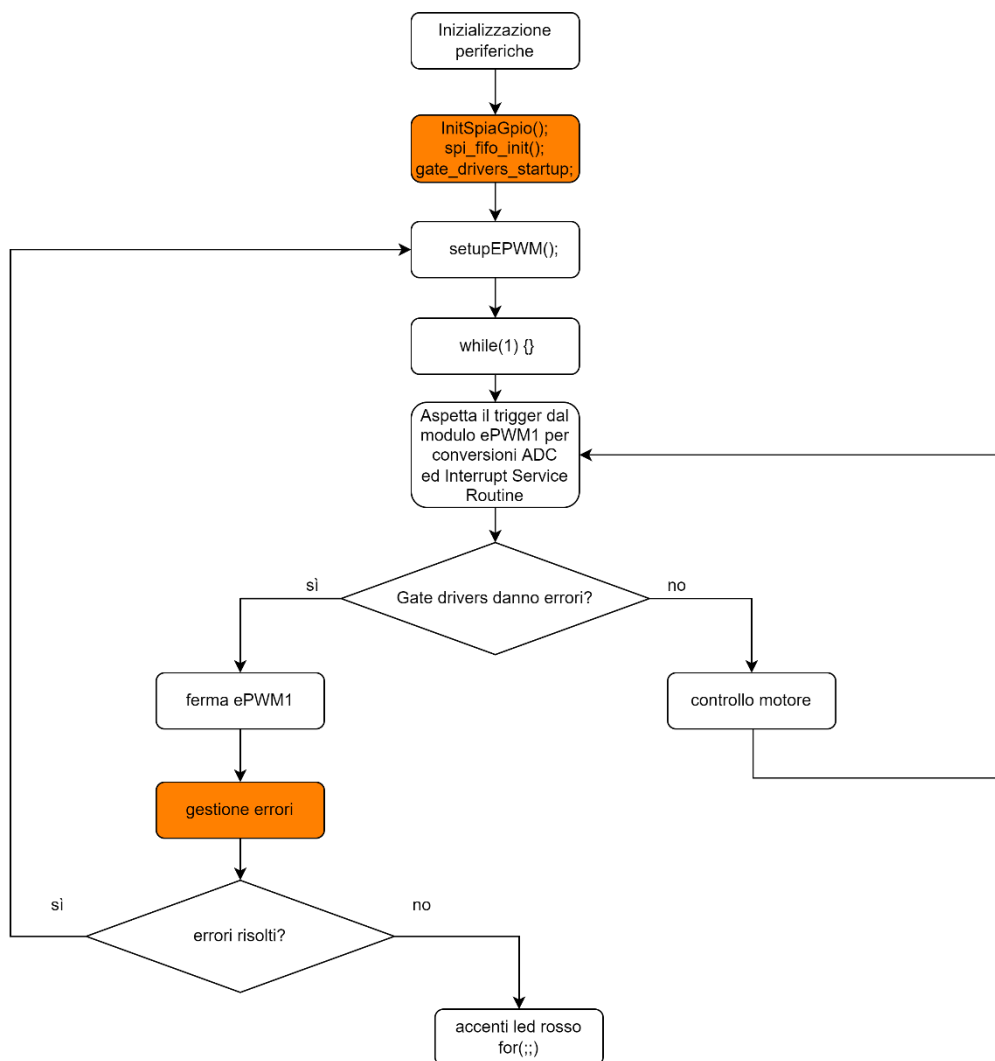 Inizializzazione
periferiche
InitSpiaGpio();
spi_fifo_init();
gate_drivers_startup;
setupEPWM();
while(1) {}
Aspetta il trigger dal
modulo ePWM1 per
conversioni ADC
ed Interrupt Service
Routine
sì
Gate drivers danno errori?
no
ferma ePWM1
controllo motore
gestione errori
sì
errori risolti?
no
accenti led rosso
for(;;)